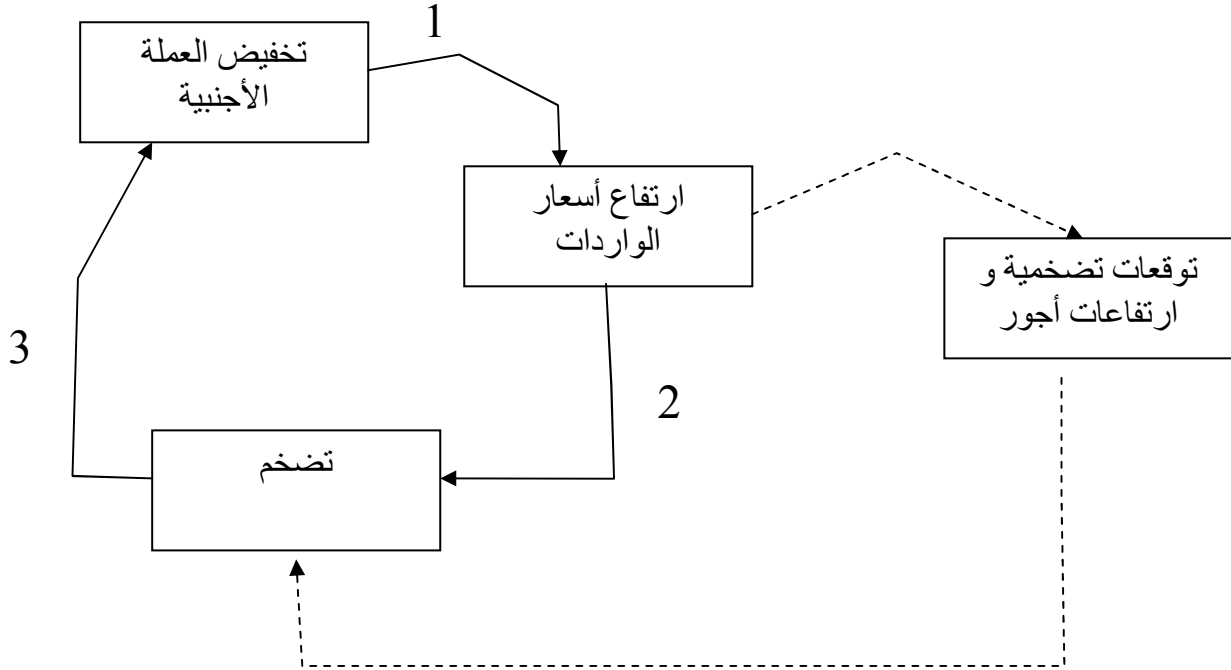 1
تخفيض العملة
الأجنبية
ارتفاع أسعار
الواردات
توقعات تضخمية و
ارتفاعات أجور
3
2
تضخم